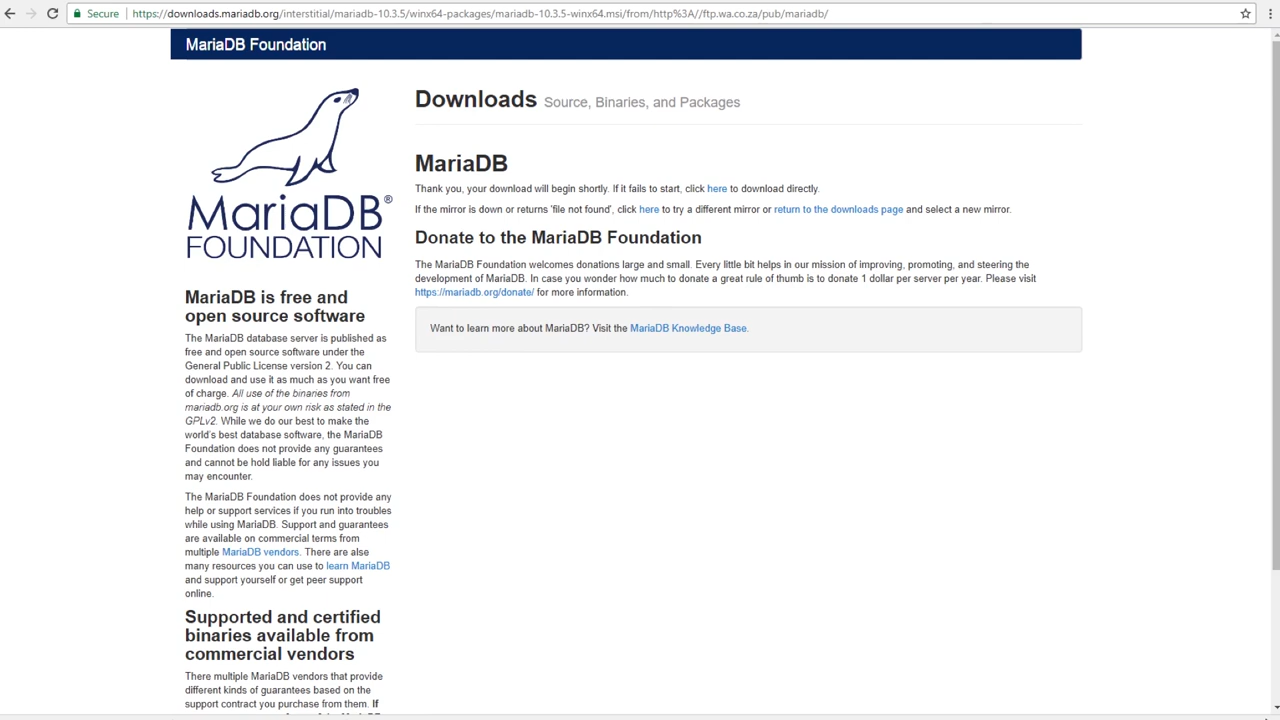 Secure https://downloads.mariadb.org/interstitial/mariadb-10.3.5/winx64-packages/mariadb-10.3.5-winx64.msi/from/http%3A//ftp.wa.co.za/pub/mariadb/
MariaDB Foundation
MariaDB®
FOUNDATION
MariaDB is free and
open source software
The MariaDB database server is published as
free and open source software under the
General Public License version 2. You can
download and use it as much as you want free
of charge. All use of the binaries from
mariadb.org is at your own risk as stated in the
GPLv2. While we do our best to make the
world's best database software, the MariaDB
Foundation does not provide any guarantees
and cannot be hold liable for any issues you
may encounter.
The MariaDB Foundation does not provide any
help or support services if you run into troubles
while using MariaDB. Support and guarantees
are available on commercial terms from
multiple MariaDB vendors. There are alse
many resources you can use to learn MariaDB
and support yourself or get peer support
online.
Supported and certified
binaries available from
commercial vendors
There multiple MariaDB vendors that provide
different kinds of guarantees based on the
support contract you purchase from them. If
Downloads Source, Binaries, and Packages
MariaDB
Thank you, your download will begin shortly. If it fails to start, click here to download directly.
If the mirror is down or returns 'file not found', click here to try a different mirror or return to the downloads page and select a new mirror.
Donate to the MariaDB Foundation
The MariaDB Foundation welcomes donations large and small. Every little bit helps in our mission of improving, promoting, and steering the
development of MariaDB. In case you wonder how much to donate a great rule of thumb is to donate 1 dollar per server per year. Please visit
https://mariadb.org/donate/ for more information.
Want to learn more about MariaDB? Visit the MariaDB Knowledge Base.